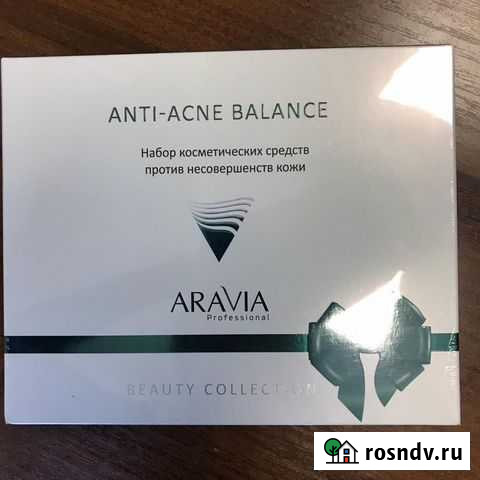 ANTI-ACNE BALANCE
Набор косметических средств
против несовершенств кожи
ARAVIA
Professional
BEAUTY COLLECTION
rosndv.ru